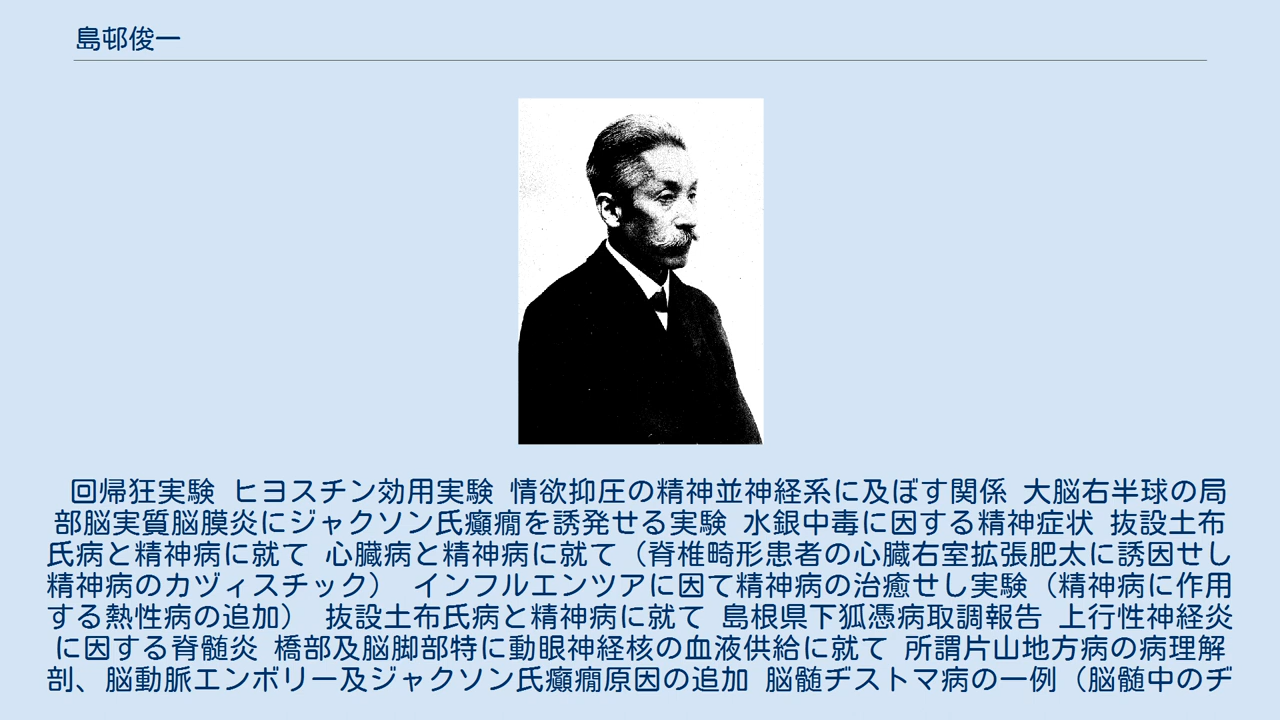 島邨俊一
回帰狂実験 ヒヨスチン効用実験 情欲抑圧の精神並神経系に及ぼす関係 大脳右半球の局
部脳実質脳膜炎にジャクソン氏癲癇を誘発せる実験 水銀中毒に因する精神症状 抜設土布
氏病と精神病に就て 心臓病と精神病に就て（脊椎畸形患者の心臓右室拡張肥太に誘因せし
精神病のカヅィスチック） インフルエンツアに因て精神病の治癒せし実験（精神病に作用
する熱性病の追加） 抜設土布氏病と精神病に就て 島根県下狐憑病取調報告 上行性神経炎
に因する脊髄炎 橋部及脳脚部特に動眼神経核の血液供給に就て 所謂片山地方病の病理解
剖、脳動脈エンボリー及ジャクソン氏癲癇原因の追加 脳髄ヂストマ病の一例（脳髄中のヂ